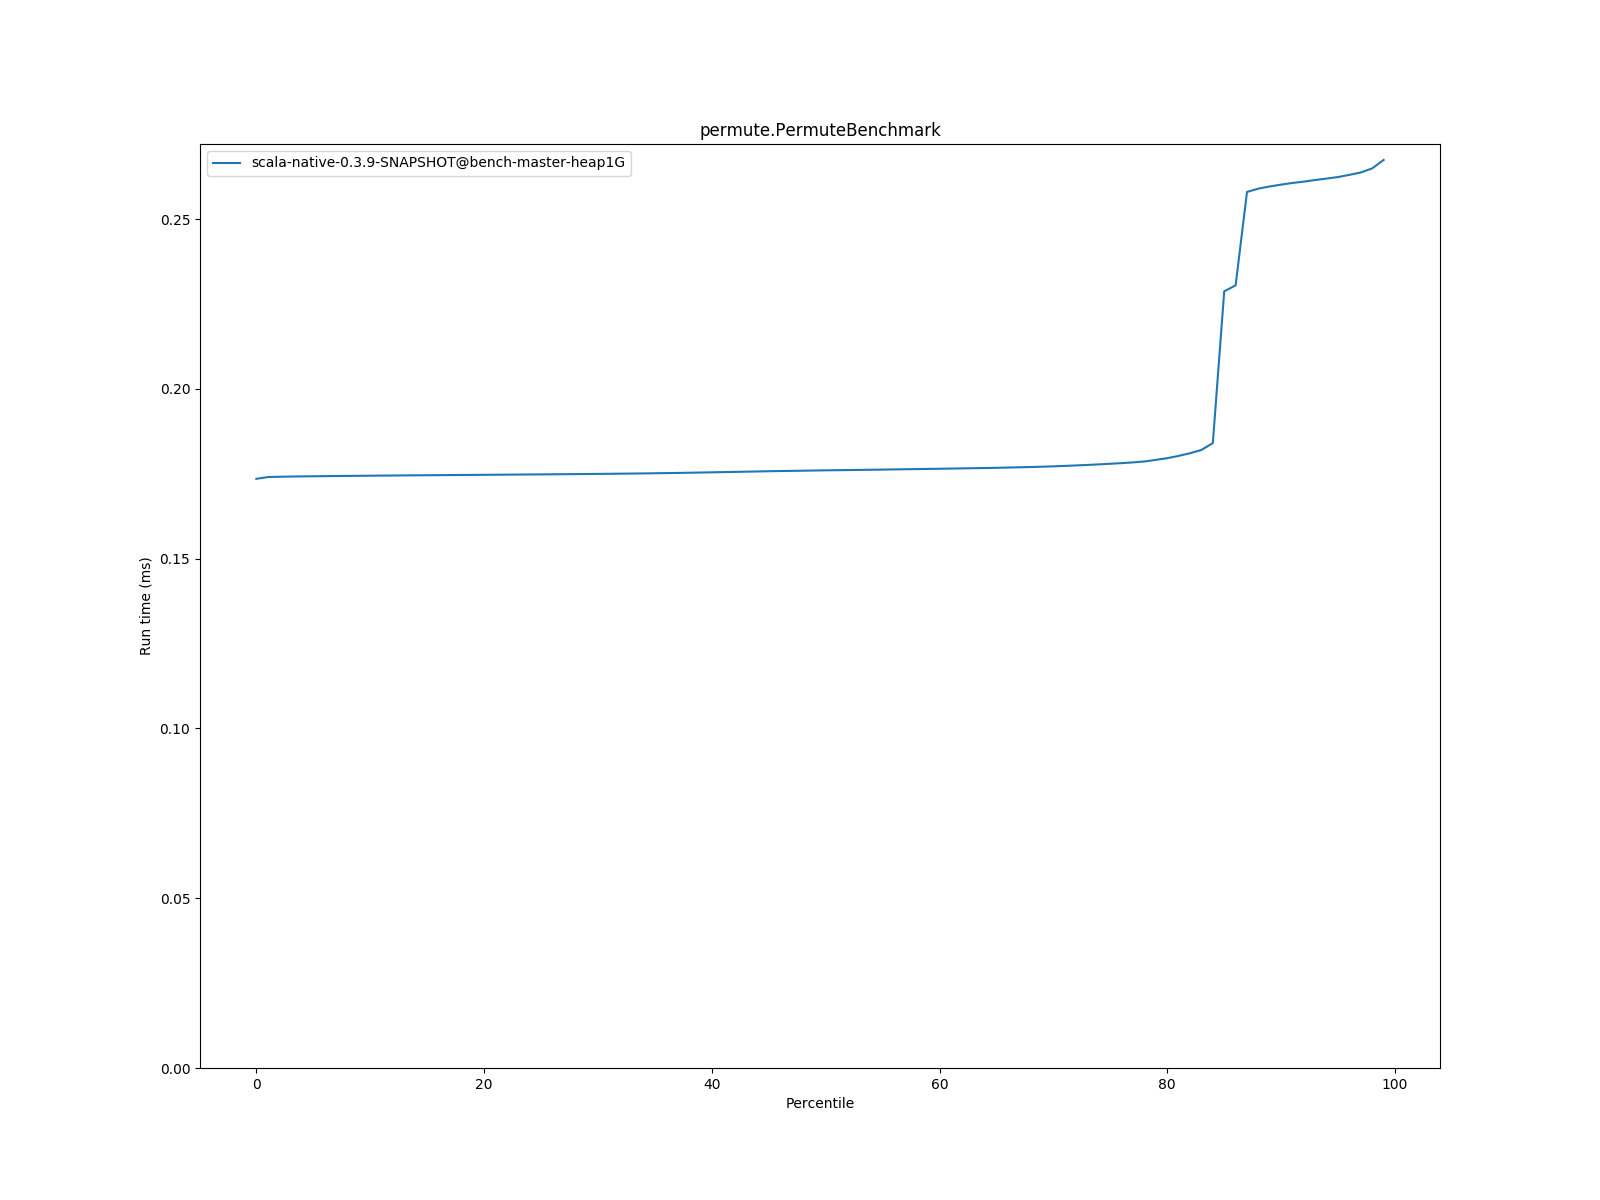 permute.PermuteBenchmark
scala-native-0.3.9-SNAPSHOT@bench-master-heap1G
0.25
0.20
0.15
0.10
0.05
0.00
Run time (ms)
0 20 40 60 80 100
Percentile